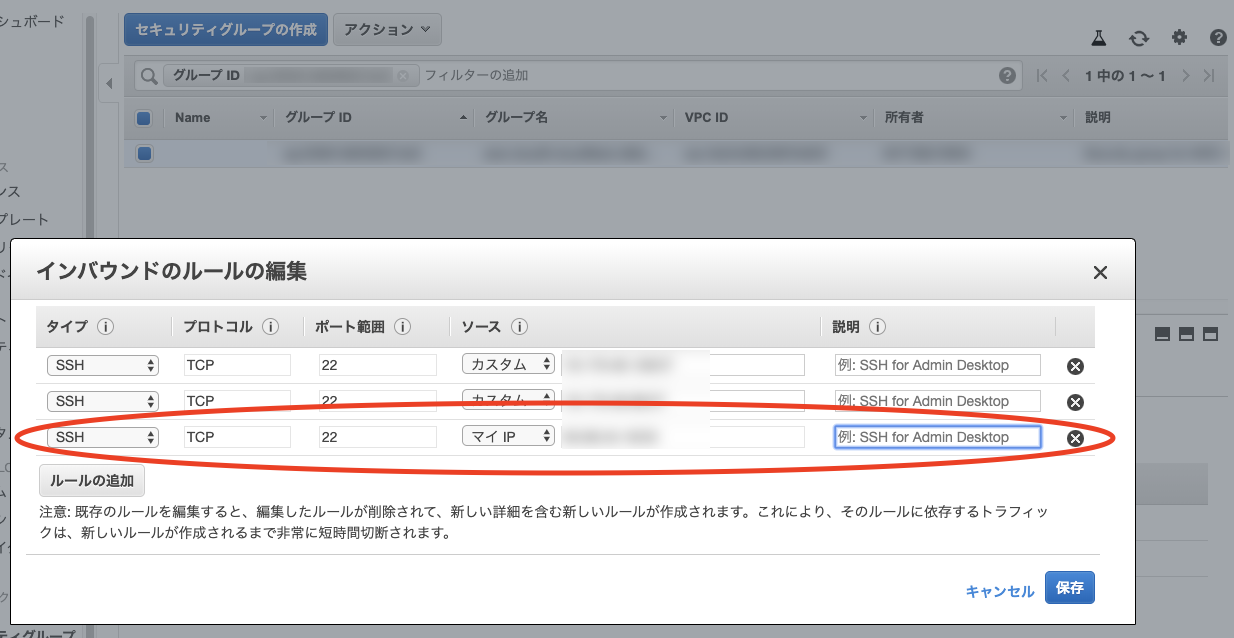 シュボード
セキュリティグループの作成 アクション
グループ ID フィルターの追加 1 中の 1 ～ 1
Name グループ ID グループ名 VPC ID 所有者 説明
ス
ンス
プレート
インバウンドのルールの編集
タイプ プロトコル ポート範囲 ソース 説明
SSH TCP 22 カスタム 例: SSH for Admin Desktop
SSH TCP 22 カスタム 例: SSH for Admin Desktop
SSH TCP 22 マイ IP 例: SSH for Admin Desktop
ルールの追加
注意: 既存のルールを編集すると、編集したルールが削除されて、新しい詳細を含む新しいルールが作成されます。これにより、そのルールに依存するトラフィッ
クは、新しいルールが作成されるまで非常に短時間切断されます。
キャンセル 保存
ティグループ